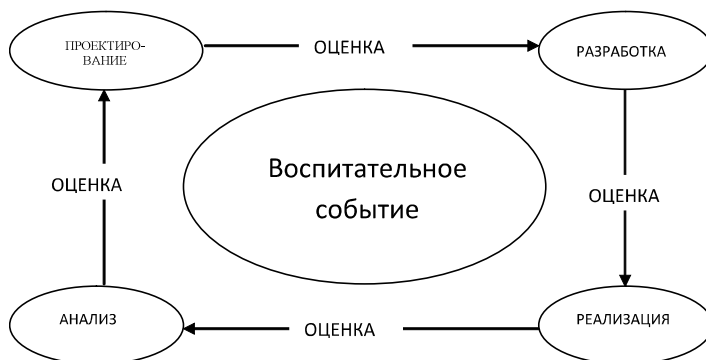 ПРОЕКТИРО-
ВАНИЕ
ОЦЕНКА
РАЗРАБОТКА
Воспитательное
событие
ОЦЕНКА
ОЦЕНКА
АНАЛИЗ
ОЦЕНКА
РЕАЛИЗАЦИЯ